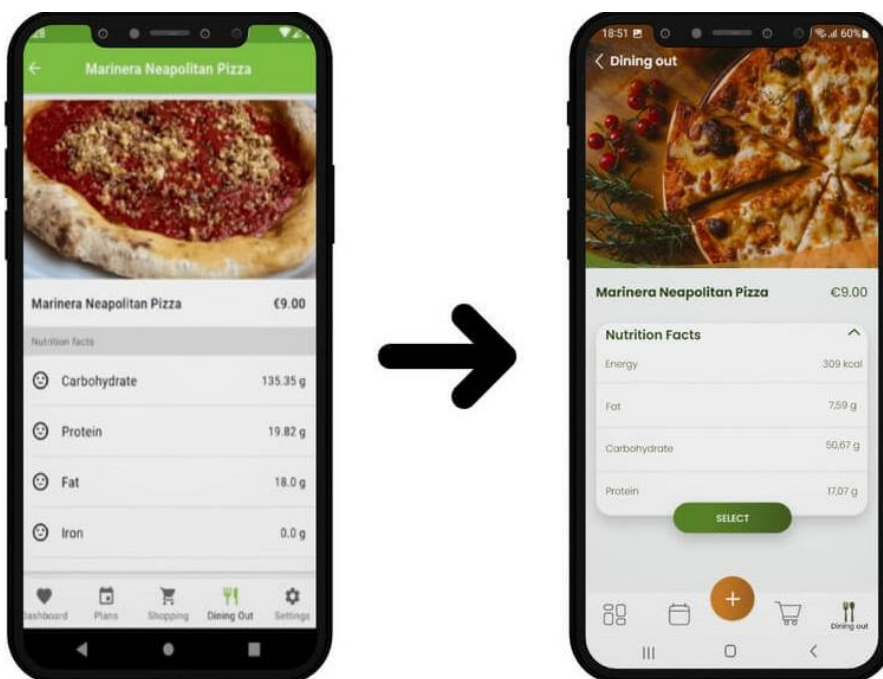 :28
Marinera Neapolitan Pizza
Marinera Neapolitan Pizza €9.00
Nutrition facts
Carbohydrate 135.35 g
Protein 19.82 g
Fat 18.0 g
Iron 0.0 g
Dashboard Plans Shopping Dining Out Settings
18:51 60%
Dining out
Marinera Neapolitan Pizza €9.00
Nutrition Facts
Energy 309 kcal
Fat 7,59 g
Carbohydrate 50,67 g
Protein 17,07 g
SELECT
Dining out